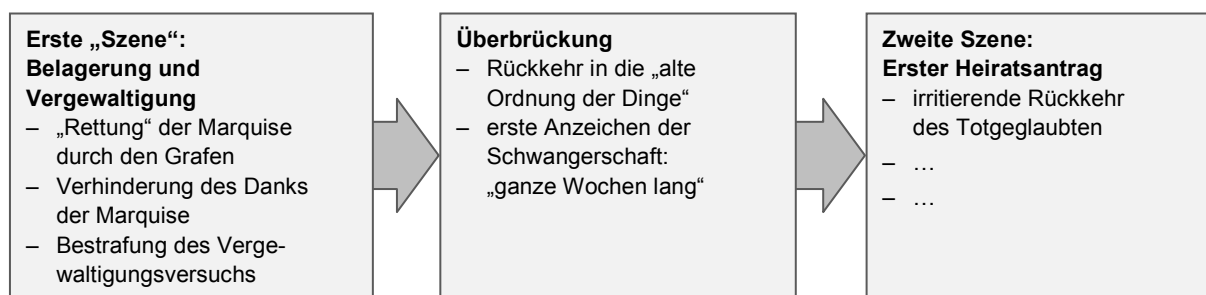 Erste „Szene“:
Belagerung und
Vergewaltigung
– „Rettung“ der Marquise
durch den Grafen
– Verhinderung des Danks
der Marquise
– Bestrafung des Verge-
waltigungsversuchs
Überbrückung
– Rückkehr in die „alte
Ordnung der Dinge“
– erste Anzeichen der
Schwangerschaft:
„ganze Wochen lang“
Zweite Szene:
Erster Heiratsantrag
– irritierende Rückkehr
des Totgeglaubten
– …
– …